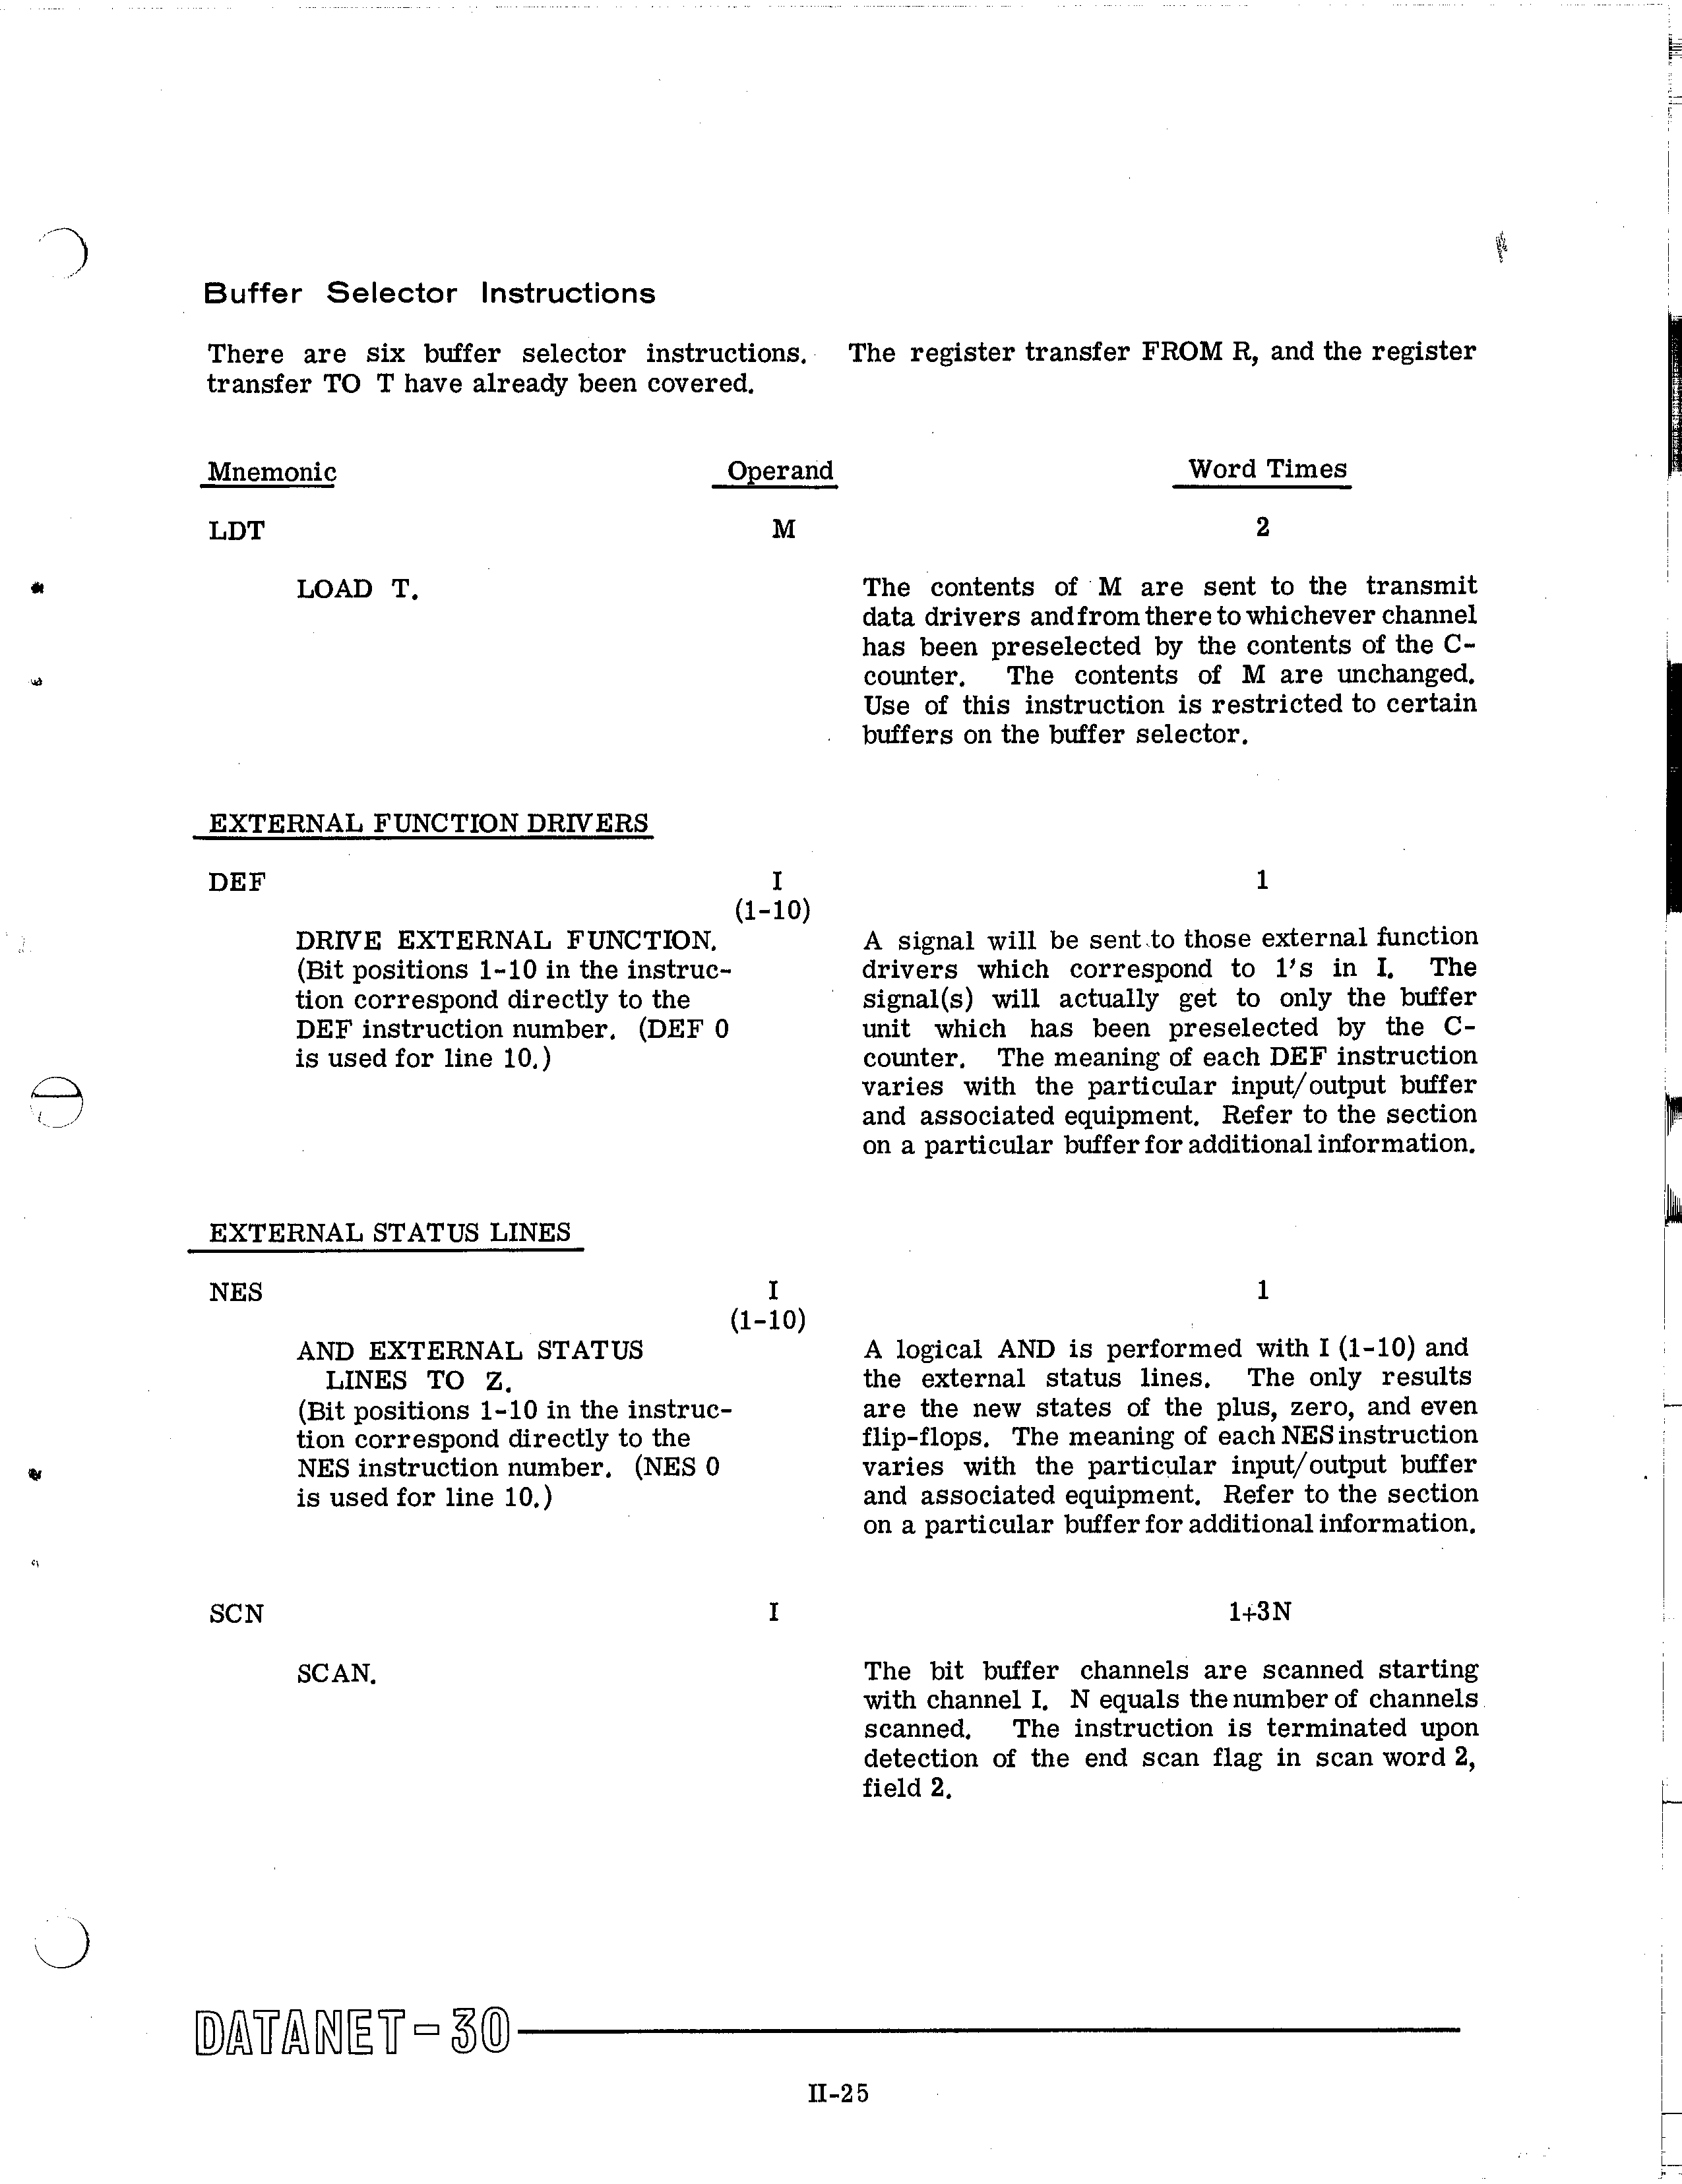 Buffer Selector Instructions
There are six buffer selector instructions. The register transfer FROM R, and the register
transfer TO T have already been covered.
Mnemonic Operand Word Times
LDT M 2
LOAD T.
The contents of M are sent to the transmit
data drivers and from there to whichever channel
has been preselected by the contents of the C-
counter. The contents of M are unchanged.
Use of this instruction is restricted to certain
buffers on the buffer selector.
EXTERNAL FUNCTION DRIVERS
DEF I 1
(1-10)
DRIVE EXTERNAL FUNCTION.
(Bit positions 1-10 in the instruc-
tion correspond directly to the
DEF instruction number. (DEF 0
is used for line 10.)
A signal will be sent to those external function
drivers which correspond to 1's in I. The
signal(s) will actually get to only the buffer
unit which has been preselected by the C-
counter. The meaning of each DEF instruction
varies with the particular input/output buffer
and associated equipment. Refer to the section
on a particular buffer for additional information.
EXTERNAL STATUS LINES
NES I 1
(1-10)
AND EXTERNAL STATUS
LINES TO Z.
(Bit positions 1-10 in the instruc-
tion correspond directly to the
NES instruction number. (NES 0
is used for line 10.)
A logical AND is performed with I (1-10) and
the external status lines. The only results
are the new states of the plus, zero, and even
flip-flops. The meaning of each NES instruction
varies with the particular input/output buffer
and associated equipment. Refer to the section
on a particular buffer for additional information.
SCN I 1+3N
SCAN.
The bit buffer channels are scanned starting
with channel I. N equals the number of channels
scanned. The instruction is terminated upon
detection of the end scan flag in scan word 2,
field 2.
DATANET-30
II-25